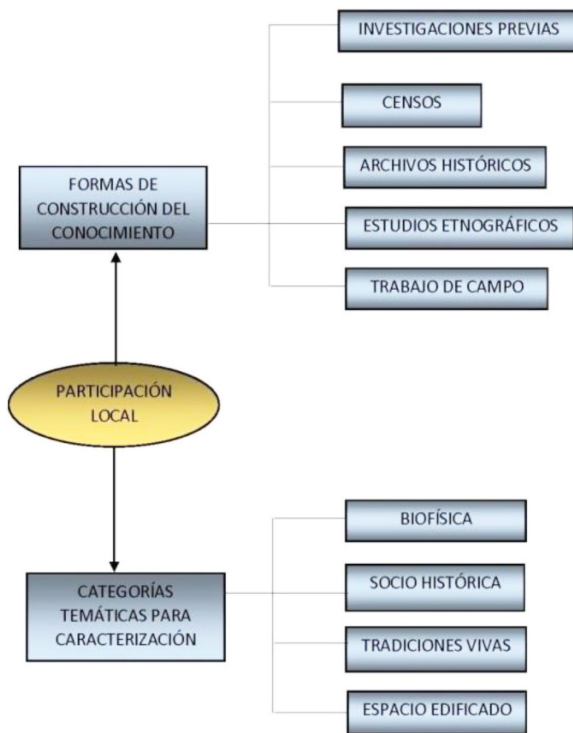 INVESTIGACIONES PREVIAS
CENSOS
ARCHIVOS HISTÓRICOS
FORMAS DE
CONSTRUCCIÓN DEL
CONOCIMIENTO
ESTUDIOS ETNOGRÁFICOS
TRABAJO DE CAMPO
PARTICIPACIÓN
LOCAL
BIOFÍSICA
CATEGORÍAS
TEMÁTICAS PARA
CARACTERIZACIÓN
SOCIO HISTÓRICA
TRADICIONES VIVAS
ESPACIO EDIFICADO